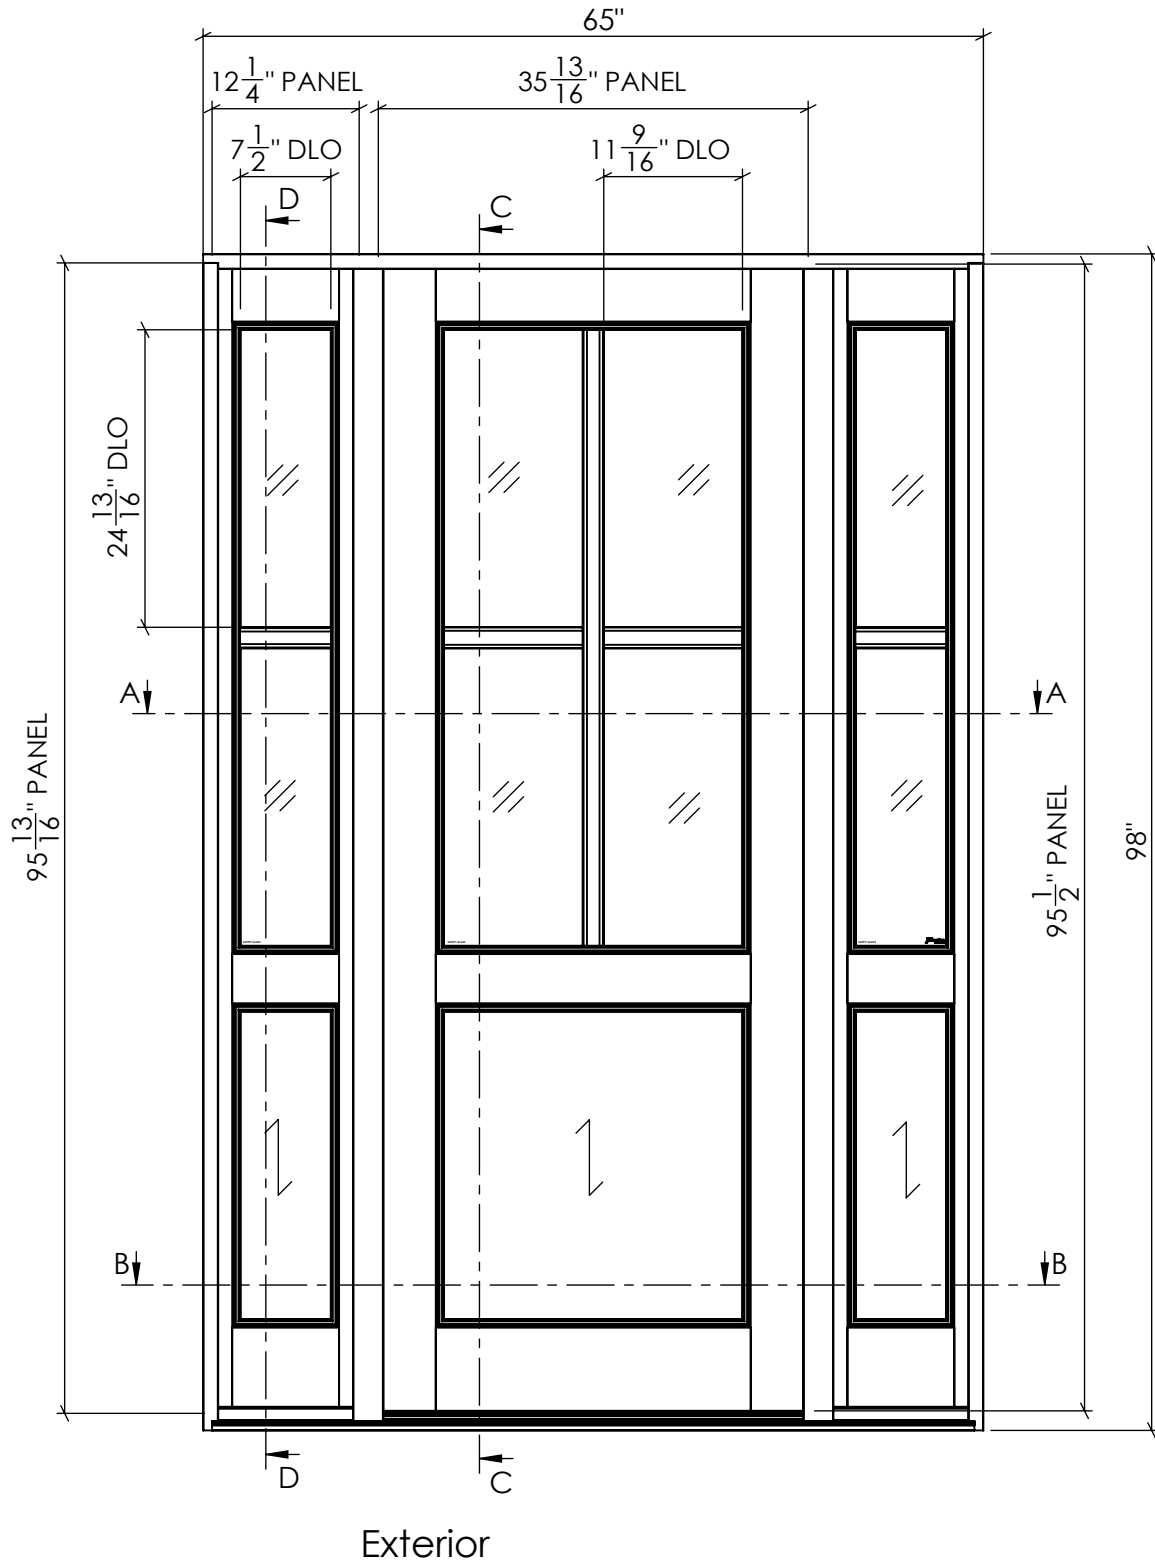 65"
12 1/4" PANEL
35 13/16" PANEL
7 1/2" DLO
11 9/16" DLO
D
C
24 13/16" DLO
A
A
95 13/16" PANEL
95 1/2" PANEL
98"
B
B
D
C
Exterior